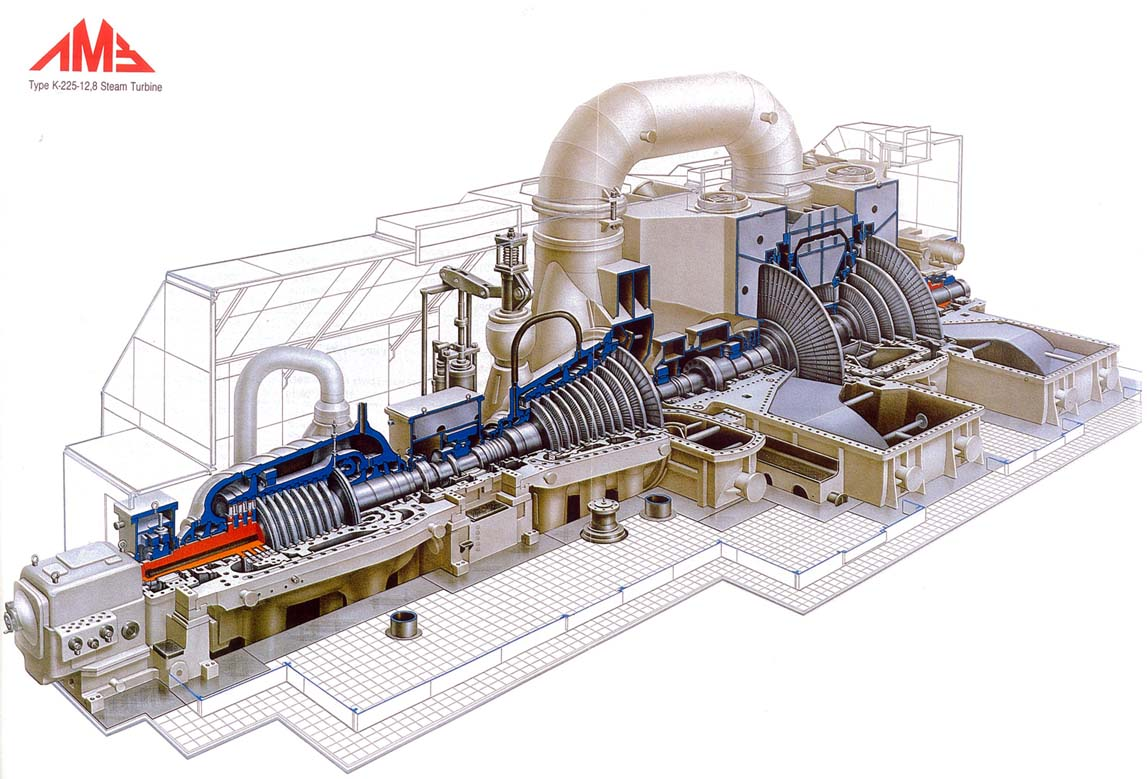 ЛМЗ
Type K-225-12,8 Steam Turbine